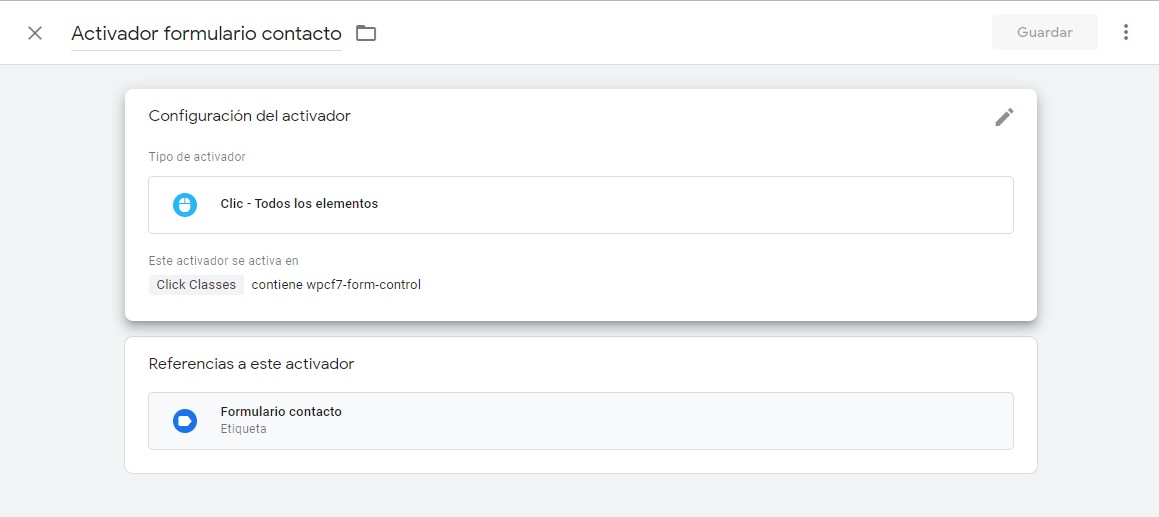 Activador formulario contacto
Guardar
Configuración del activador
Tipo de activador
Clic - Todos los elementos
Este activador se activa en
Click Classes contiene wpcf7-form-control
Referencias a este activador
Formulario contacto
Etiqueta